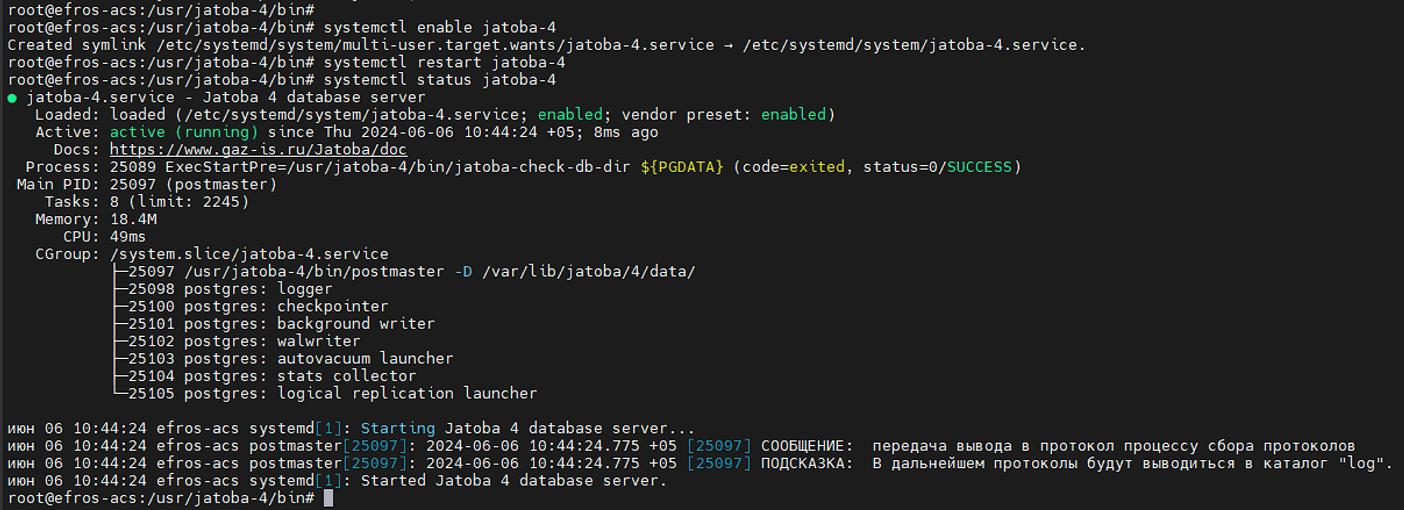 root@efros-acs:/usr/jatoba-4/bin#
root@efros-acs:/usr/jatoba-4/bin# systemctl enable jatoba-4
Created symlink /etc/systemd/system/multi-user.target.wants/jatoba-4.service → /etc/systemd/system/jatoba-4.service.
root@efros-acs:/usr/jatoba-4/bin# systemctl restart jatoba-4
root@efros-acs:/usr/jatoba-4/bin# systemctl status jatoba-4
● jatoba-4.service - Jatoba 4 database server
Loaded: loaded (/etc/systemd/system/jatoba-4.service; enabled; vendor preset: enabled)
Active: active (running) since Thu 2024-06-06 10:44:24 +05; 8ms ago
Docs: https://www.gaz-is.ru/Jatoba/doc
Process: 25089 ExecStartPre=/usr/jatoba-4/bin/jatoba-check-db-dir ${PGDATA} (code=exited, status=0/SUCCESS)
Main PID: 25097 (postmaster)
Tasks: 8 (limit: 2245)
Memory: 18.4M
CPU: 49ms
CGroup: /system.slice/jatoba-4.service
├─25097 /usr/jatoba-4/bin/postmaster -D /var/lib/jatoba/4/data/
├─25098 postgres: logger
├─25100 postgres: checkpointer
├─25101 postgres: background writer
├─25102 postgres: walwriter
├─25103 postgres: autovacuum launcher
├─25104 postgres: stats collector
└─25105 postgres: logical replication launcher
июн 06 10:44:24 efros-acs systemd[1]: Starting Jatoba 4 database server...
июн 06 10:44:24 efros-acs postmaster[25097]: 2024-06-06 10:44:24.775 +05 [25097] СООБЩЕНИЕ:  передача вывода в протокол процессу сбора протоколов
июн 06 10:44:24 efros-acs postmaster[25097]: 2024-06-06 10:44:24.775 +05 [25097] ПОДСКАЗКА:  В дальнейшем протоколы будут выводиться в каталог "log".
июн 06 10:44:24 efros-acs systemd[1]: Started Jatoba 4 database server.
root@efros-acs:/usr/jatoba-4/bin#